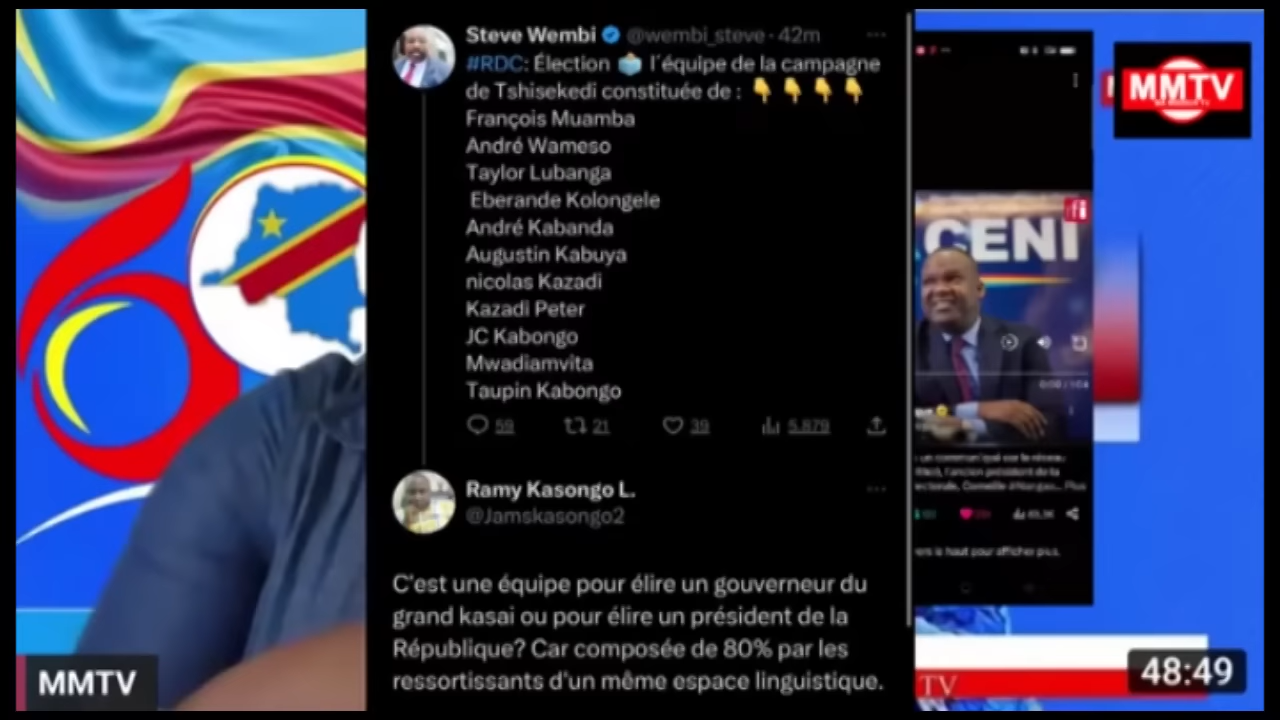 Steve Wembi @wembi_steve · 42m
#RDC: Élection l'équipe de la campagne
de Tshisekedi constituée de :
François Muamba
André Wameso
Taylor Lubanga
Eberande Kolongele
André Kabanda
Augustin Kabuya
nicolas Kazadi
Kazadi Peter
JC Kabongo
Mwadiamvita
Taupin Kabongo
59 21 39 5,879
Ramy Kasongo L.
@Jamskasongo2
C'est une équipe pour élire un gouverneur du
grand kasai ou pour élire un président de la
République? Car composée de 80% par les
ressortissants d'un même espace linguistique.
MMTV
MMTV
rfi
CENI
TV
48:49